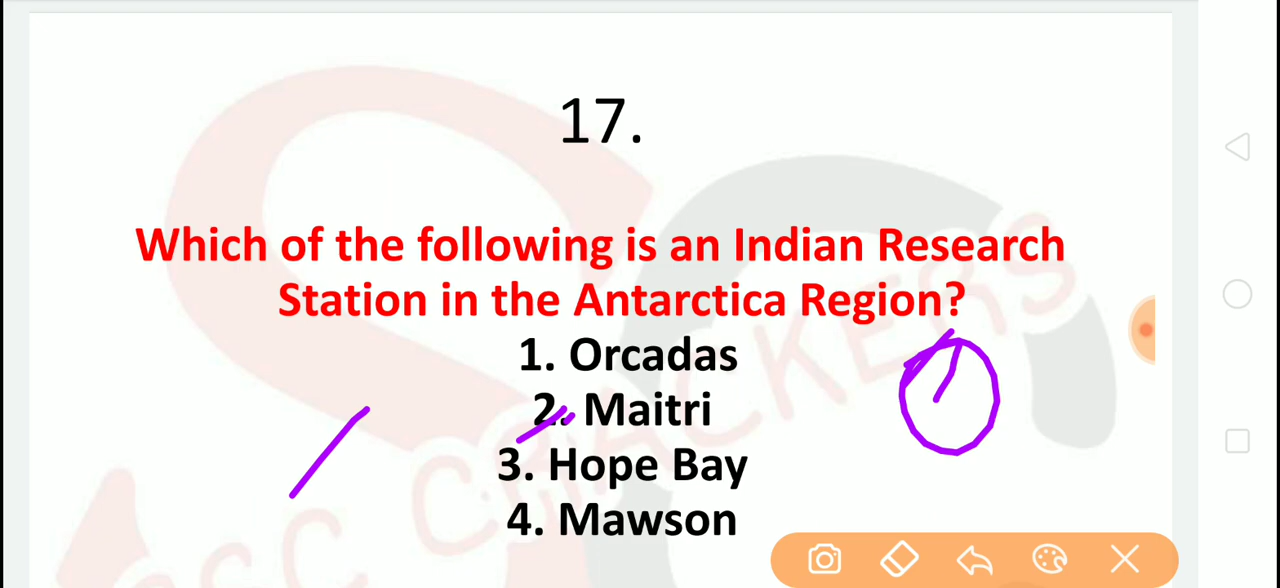 17.
Which of the following is an Indian Research
Station in the Antarctica Region?
1. Orcadas
2. Maitri
3. Hope Bay
4. Mawson